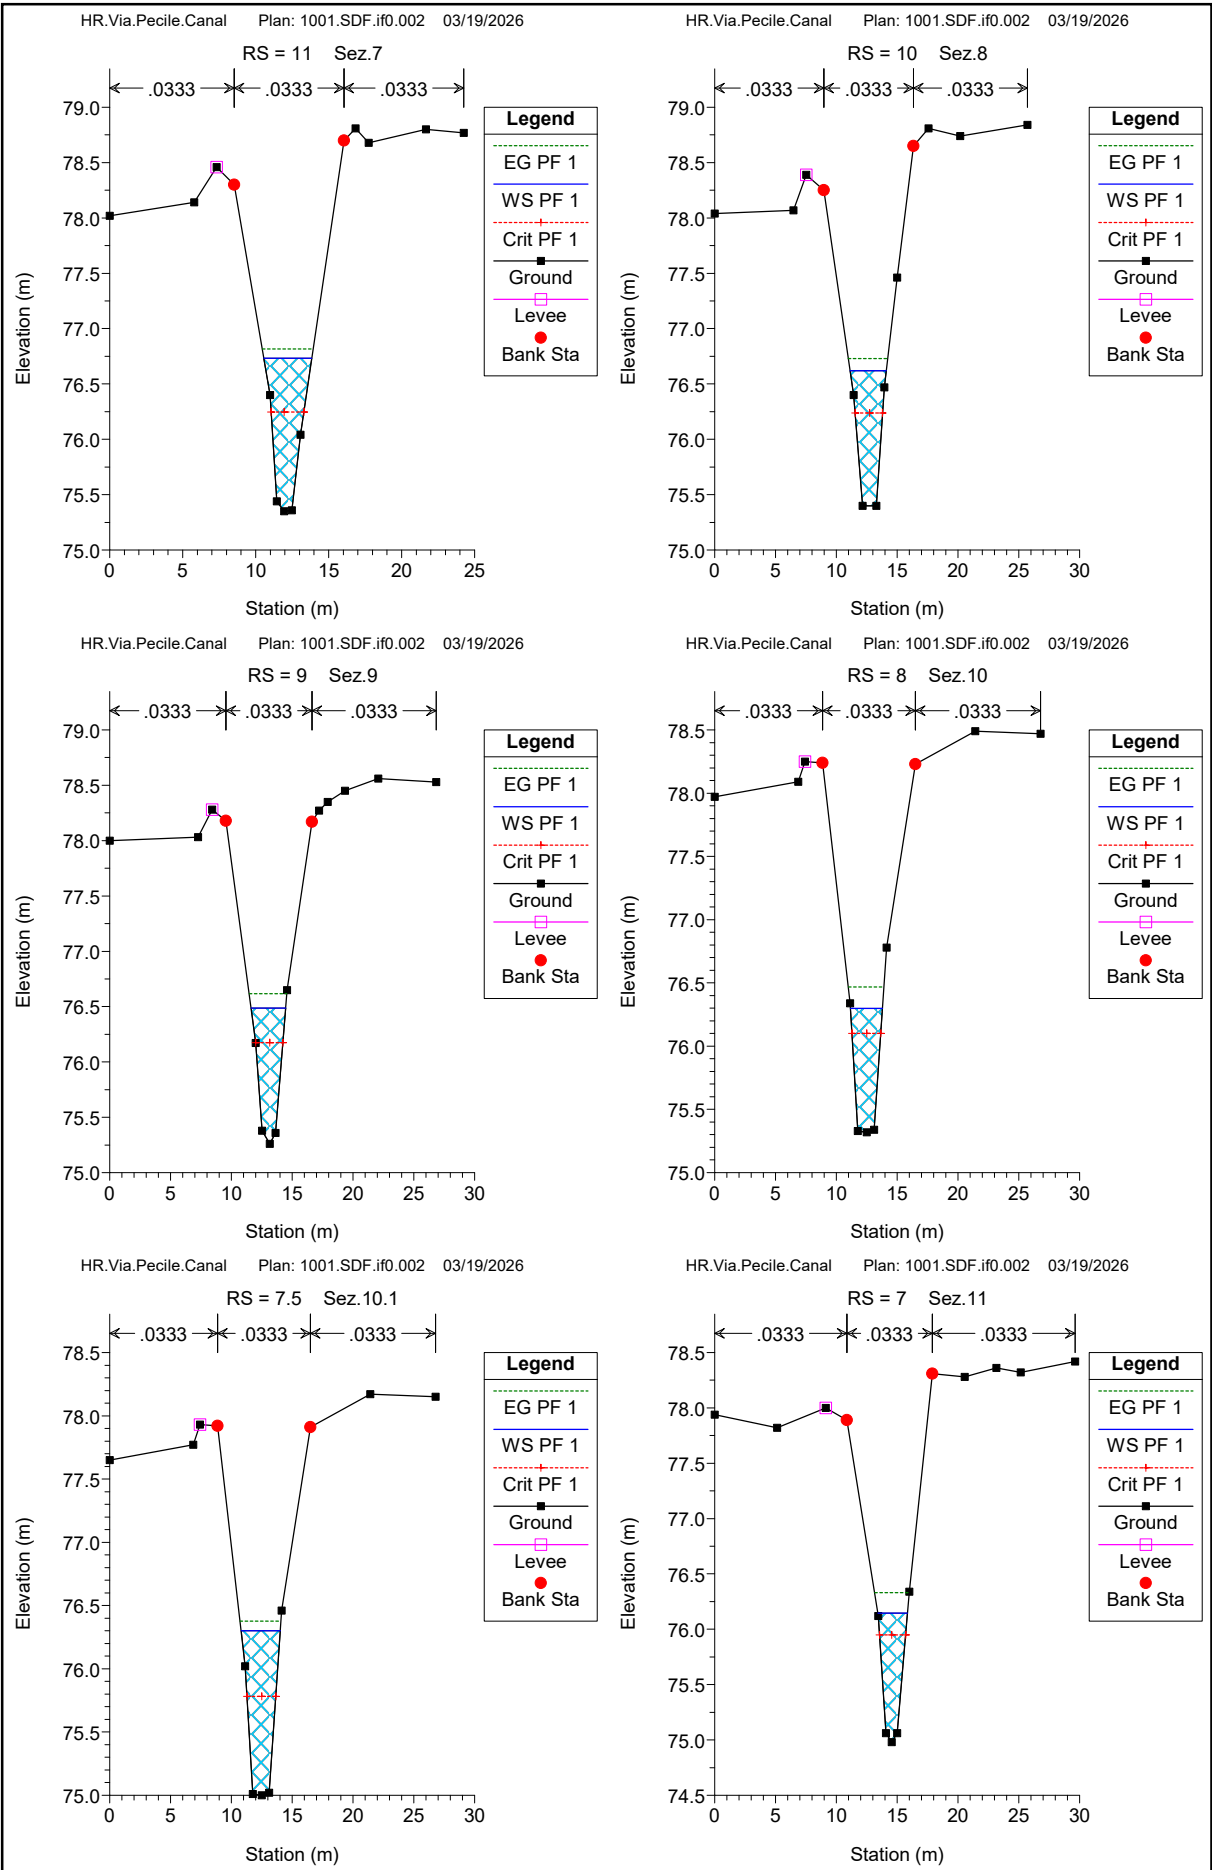 HR.Via.Pecile.Canal Plan: 1001.SDF.if0.002 03/19/2026
RS = 11 Sez.7
.0333 .0333 .0333
79.0
78.5
78.0
77.5
77.0
76.5
76.0
75.5
75.0
0 5 10 15 20 25
Station (m)
Elevation (m)
Legend
EG PF 1
WS PF 1
Crit PF 1
Ground
Levee
Bank Sta
HR.Via.Pecile.Canal Plan: 1001.SDF.if0.002 03/19/2026
RS = 10 Sez.8
.0333 .0333 .0333
79.0
78.5
78.0
77.5
77.0
76.5
76.0
75.5
75.0
0 5 10 15 20 25 30
Station (m)
Elevation (m)
Legend
EG PF 1
WS PF 1
Crit PF 1
Ground
Levee
Bank Sta
HR.Via.Pecile.Canal Plan: 1001.SDF.if0.002 03/19/2026
RS = 9 Sez.9
.0333 .0333 .0333
79.0
78.5
78.0
77.5
77.0
76.5
76.0
75.5
75.0
0 5 10 15 20 25 30
Station (m)
Elevation (m)
Legend
EG PF 1
WS PF 1
Crit PF 1
Ground
Levee
Bank Sta
HR.Via.Pecile.Canal Plan: 1001.SDF.if0.002 03/19/2026
RS = 8 Sez.10
.0333 .0333 .0333
78.5
78.0
77.5
77.0
76.5
76.0
75.5
75.0
0 5 10 15 20 25 30
Station (m)
Elevation (m)
Legend
EG PF 1
WS PF 1
Crit PF 1
Ground
Levee
Bank Sta
HR.Via.Pecile.Canal Plan: 1001.SDF.if0.002 03/19/2026
RS = 7.5 Sez.10.1
.0333 .0333 .0333
78.5
78.0
77.5
77.0
76.5
76.0
75.5
75.0
0 5 10 15 20 25 30
Station (m)
Elevation (m)
Legend
EG PF 1
WS PF 1
Crit PF 1
Ground
Levee
Bank Sta
HR.Via.Pecile.Canal Plan: 1001.SDF.if0.002 03/19/2026
RS = 7 Sez.11
.0333 .0333 .0333
78.5
78.0
77.5
77.0
76.5
76.0
75.5
75.0
74.5
0 5 10 15 20 25 30
Station (m)
Elevation (m)
Legend
EG PF 1
WS PF 1
Crit PF 1
Ground
Levee
Bank Sta